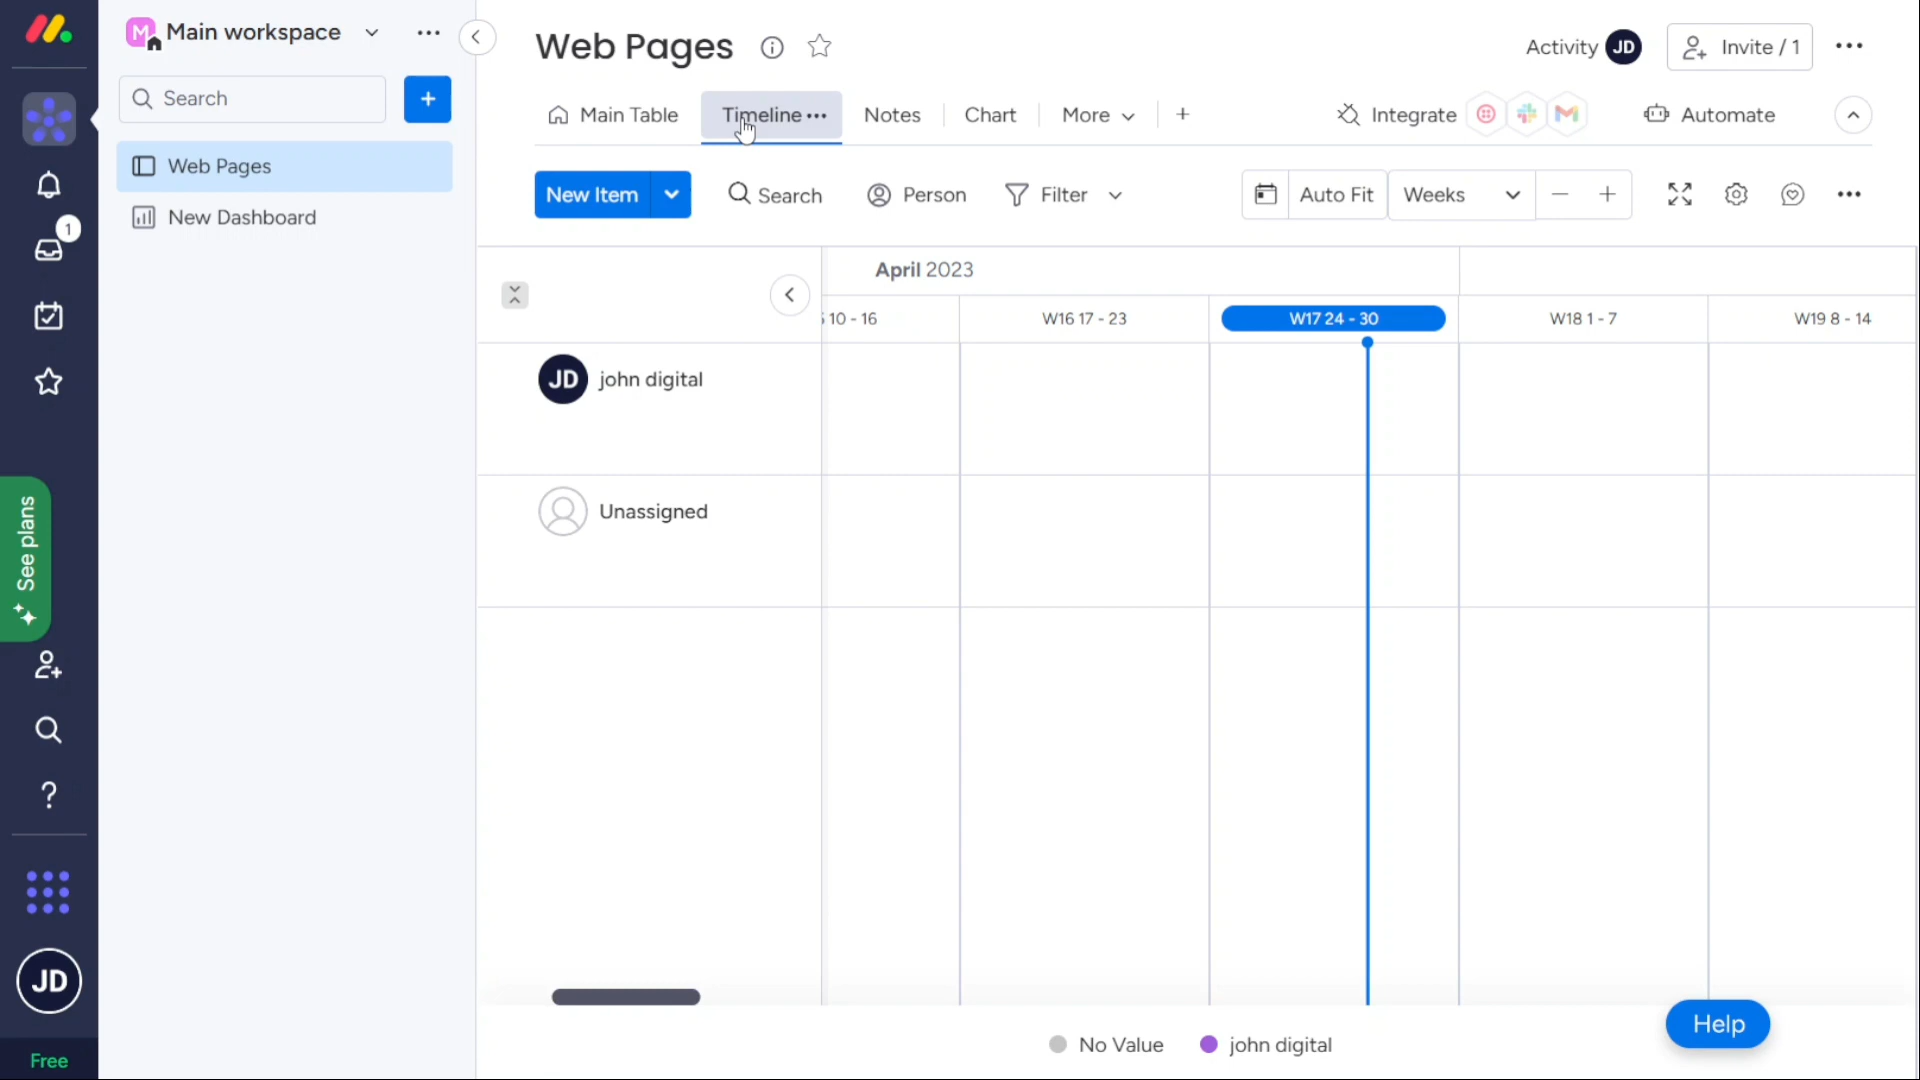 M Main workspace
Search
Web Pages
New Dashboard
1
See plans
JD
Free
Web Pages
Activity JD
Invite / 1
Main Table
Timeline
Notes
Chart
More
Integrate
Automate
New Item
Search
Person
Filter
Auto Fit
Weeks
April 2023
10 - 16
W16 17 - 23
W17 24 - 30
W18 1 - 7
W19 8 - 14
JD john digital
Unassigned
No Value
john digital
Help